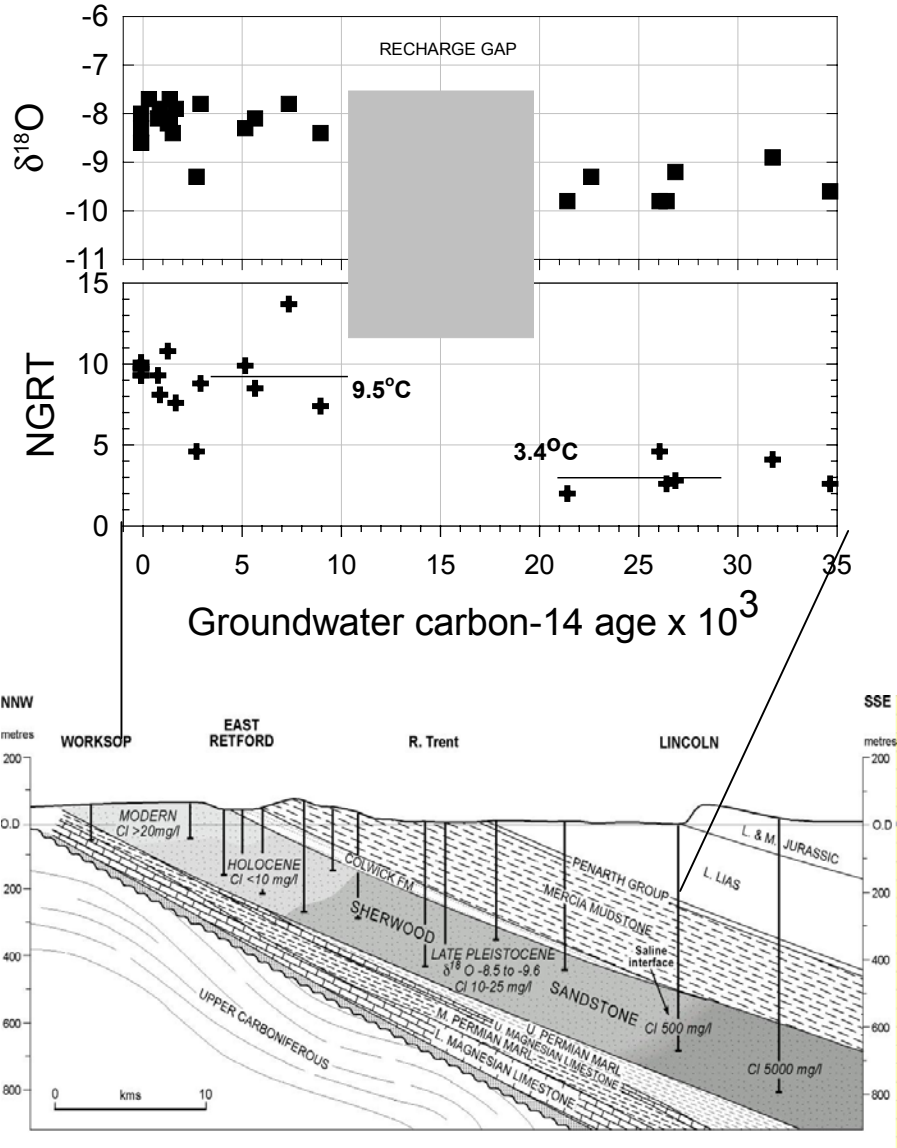 -6
RECHARGE GAP
-7
-8
-9
-10
-11
δ18O
15
10
5
0
NGRT
9.5°C
3.4°C
0 5 10 15 20 25 30 35
Groundwater carbon-14 age x 10^3
NNW
SSE
metres
WORKSOP
EAST
RETFORD
R. Trent
LINCOLN
metres
200
200
O.D
O.D
200
200
400
400
600
600
800
800
MODERN
Cl >20mg/l
HOLOCENE
Cl <10 mg/l
COLWICK FM
SHERWOOD
SANDSTONE
LATE PLEISTOCENE
δ18 O -8.5 to -9.6
Cl 10-25 mg/l
PENARTH GROUP
MERCIA MUDSTONE
L. & M. JURASSIC
L. LIAS
Saline
interface
Cl 500 mg/l
Cl 5000 mg/l
U. PERMIAN MARL
U. MAGNESIAN LIMESTONE
M. PERMIAN MARL
L. MAGNESIAN LIMESTONE
UPPER CARBONIFEROUS
0 kms 10